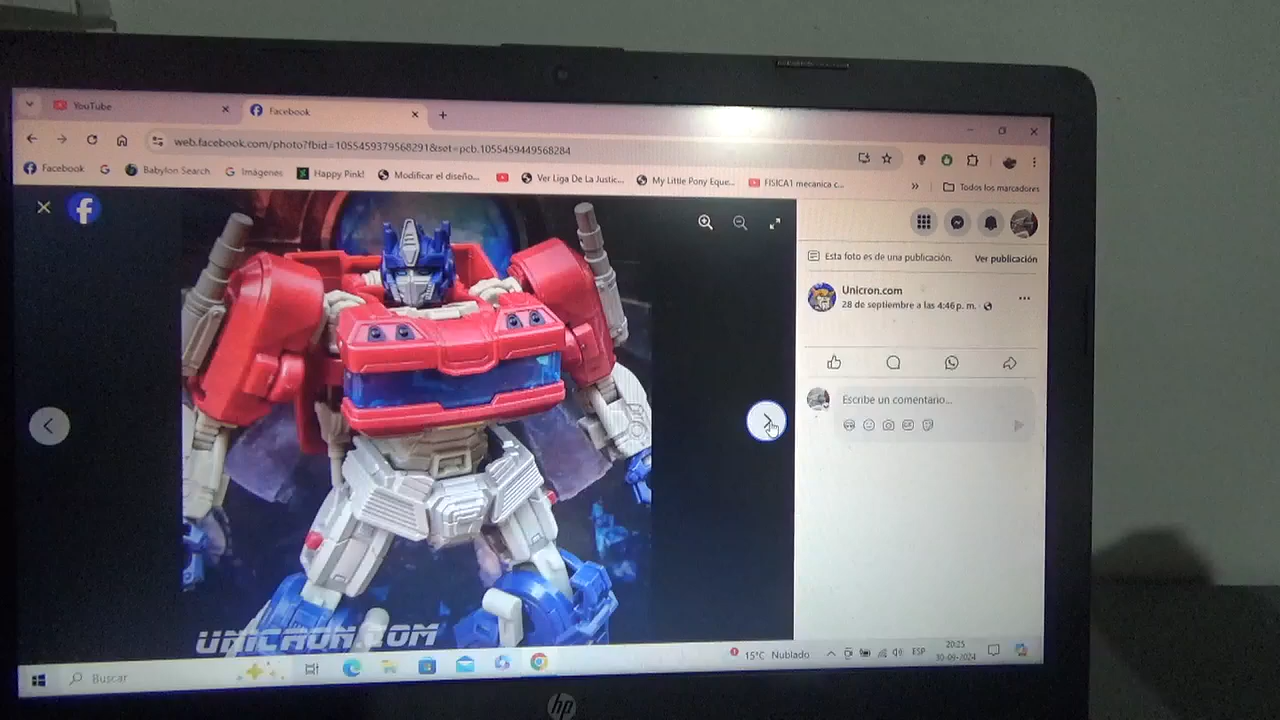 YouTube
Facebook
web.facebook.com/photo?fbid=1055459379568291&set=pcb.1055459449568284
Facebook
Babylon Search
Imágenes
Happy Pink!
Modificar el diseño...
Ver Liga De La Justic...
My Little Pony Eque...
FISICA1 mecanica c...
»
Todos los marcadores
Esta foto es de una publicación.
Ver publicación
Unicron.com
28 de septiembre a las 4:46 p. m.
Escribe un comentario...
UNICRON.COM
Buscar
15°C Nublado
ESP
20:25
30-09-2024
hp